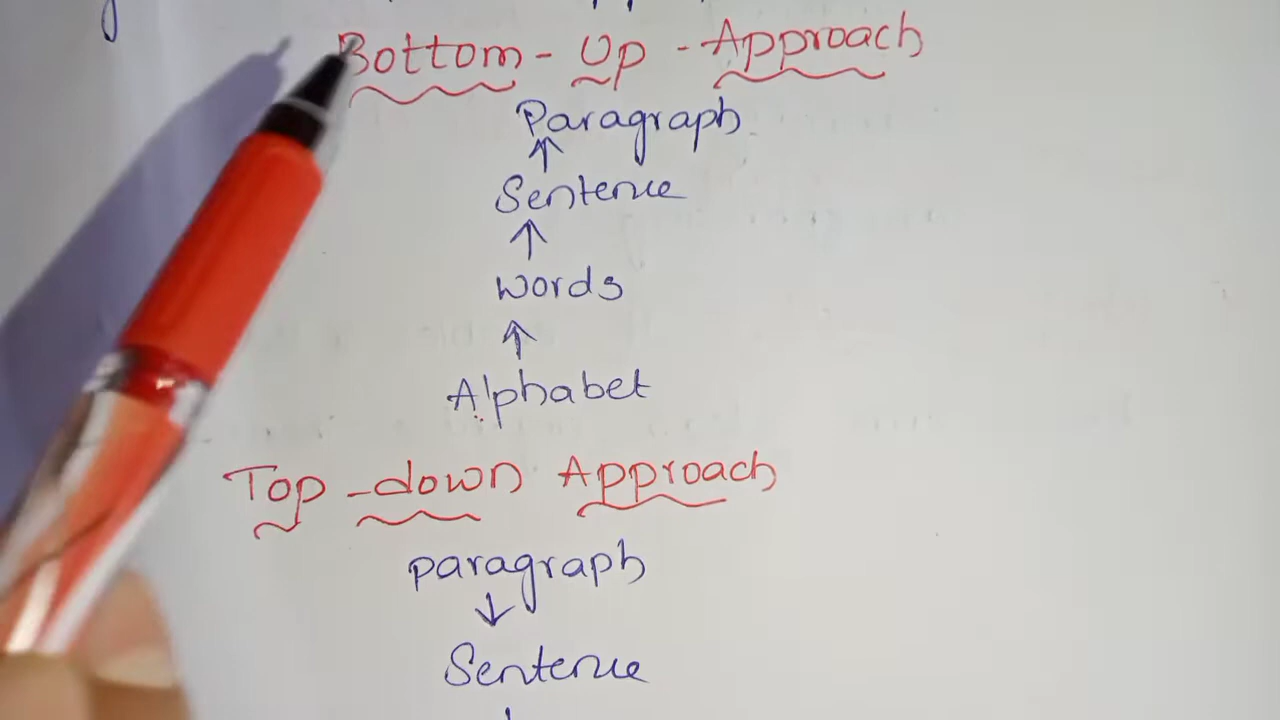 Bottom - Up - Approach
Paragraph
↑
Sentence
↑
words
↑
Alphabet
Top - down Approach
paragraph
↓
Sentence